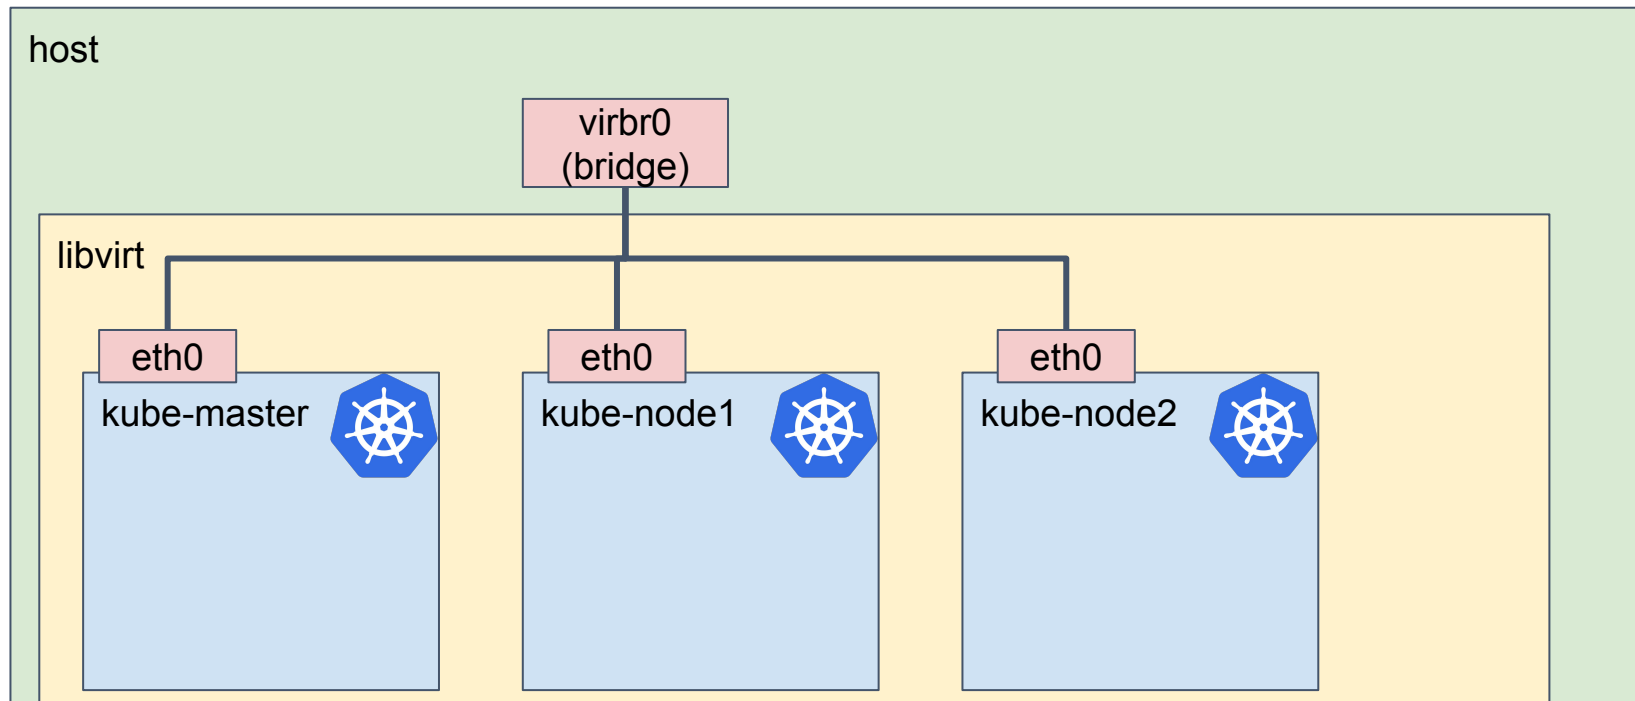 host
virbr0
(bridge)
libvirt
eth0
eth0
eth0
kube-master
kube-node1
kube-node2